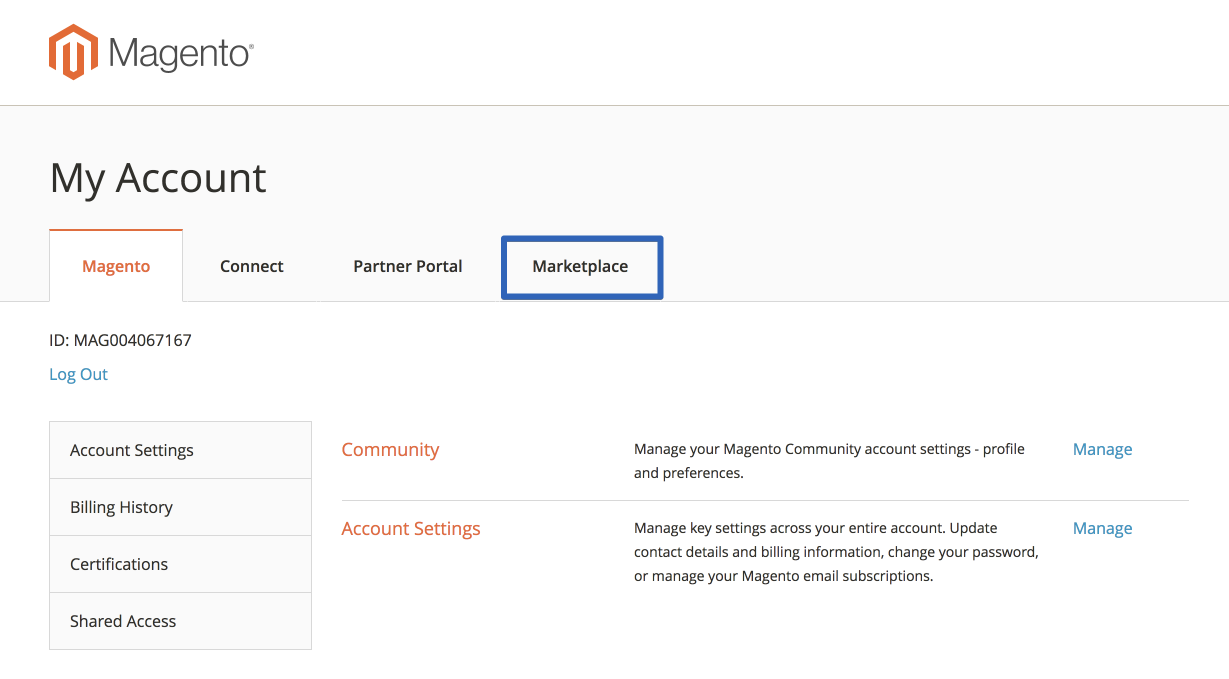 Magento®
My Account
Magento
Connect
Partner Portal
Marketplace
ID: MAG004067167
Log Out
Account Settings
Billing History
Certifications
Shared Access
Community
Manage your Magento Community account settings - profile
and preferences.
Manage
Account Settings
Manage key settings across your entire account. Update
contact details and billing information, change your password,
or manage your Magento email subscriptions.
Manage